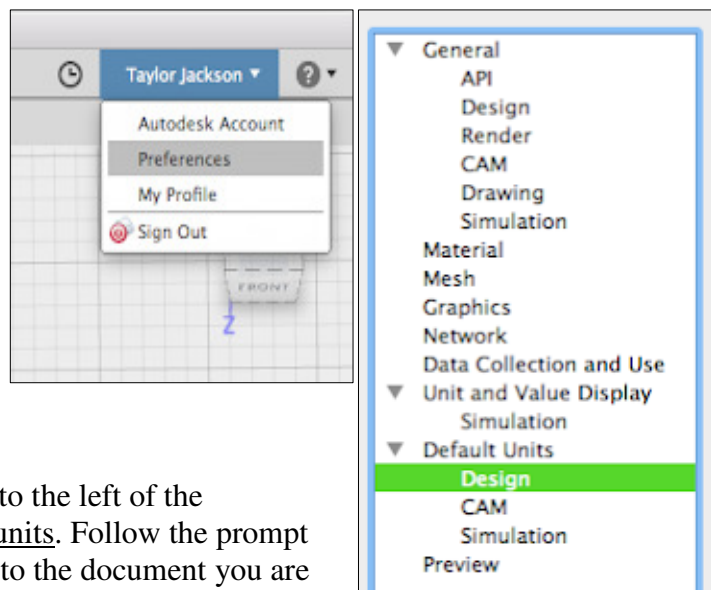 Taylor Jackson
Autodesk Account
Preferences
My Profile
Sign Out
FRONT
Z
General
API
Design
Render
CAM
Drawing
Simulation
Material
Mesh
Graphics
Network
Data Collection and Use
Unit and Value Display
Simulation
Default Units
Design
CAM
Simulation
Preview
to the left of the
units. Follow the prompt
to the document you are